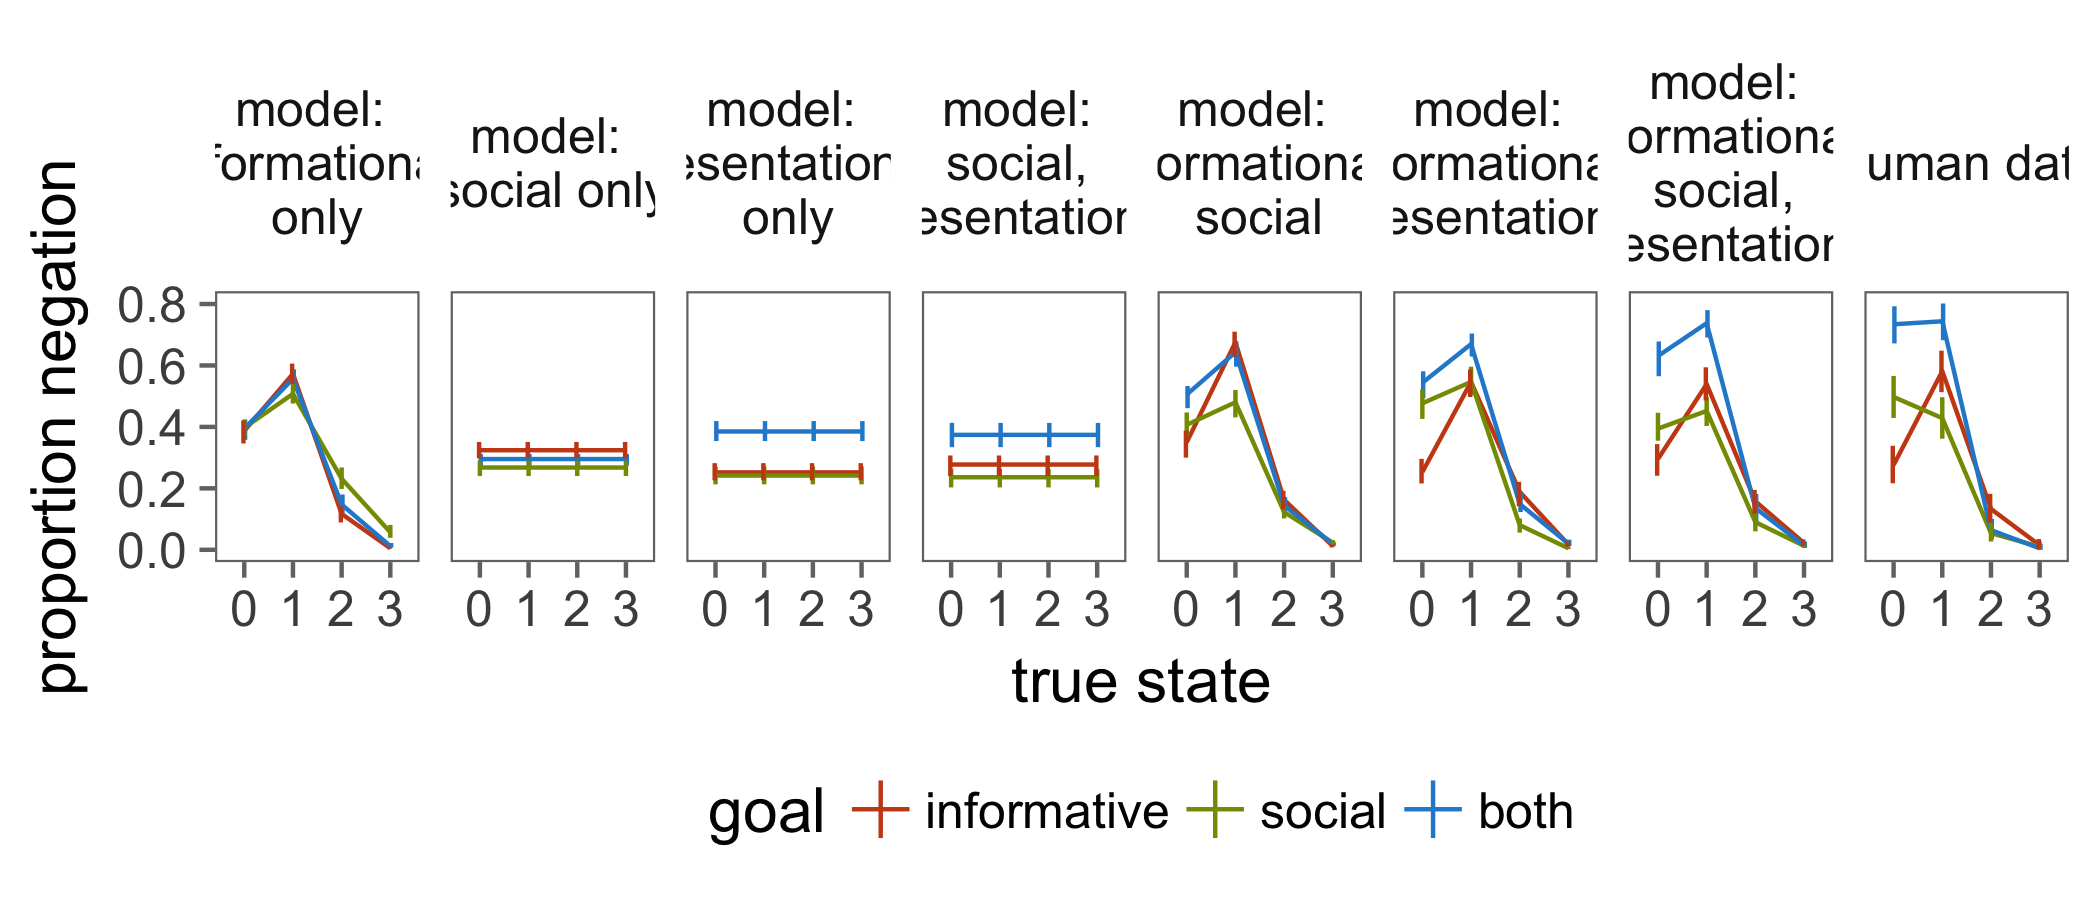 model:
formationa
only
model:
social only
model:
esentation
only
model:
social,
esentation
model:
ormationa
social
model:
ormationa
esentation
model:
ormationa
social,
esentation
uman dat
proportion negation
0.8
0.6
0.4
0.2
0.0
0 1 2 3
0 1 2 3
0 1 2 3
0 1 2 3
0 1 2 3
0 1 2 3
0 1 2 3
0 1 2 3
true state
goal informative social both